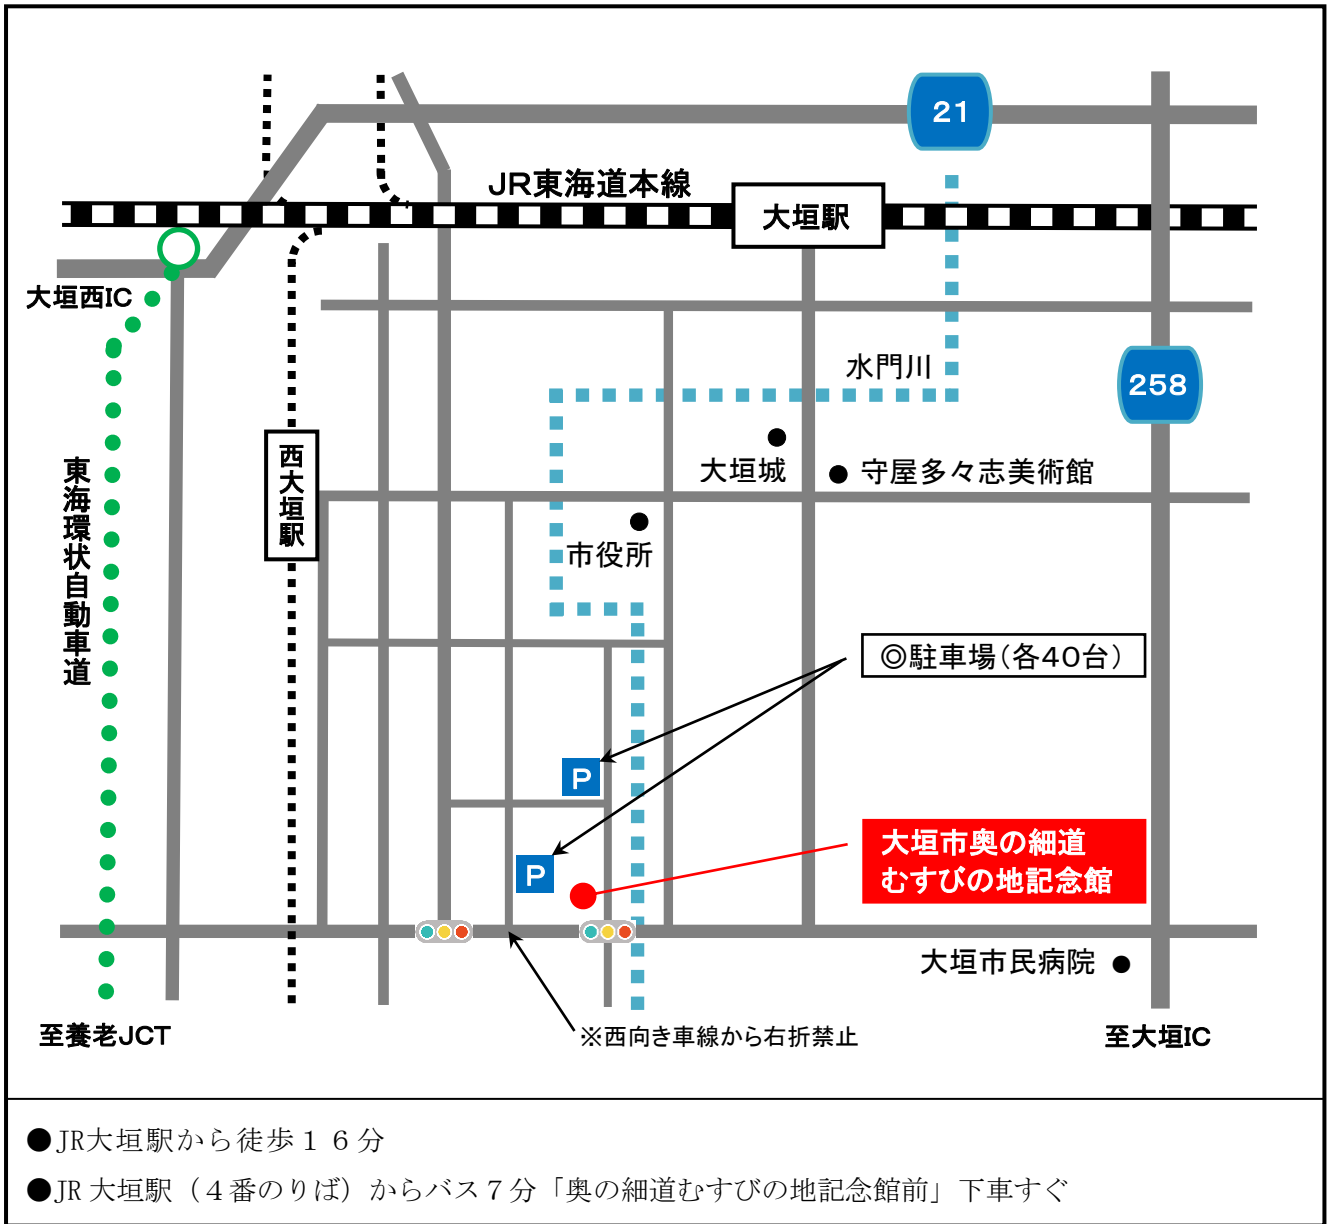 21
JR東海道本線
大垣駅
大垣西IC
水門川
258
西大垣駅
大垣城
守屋多々志美術館
東海環状自動車道
市役所
◎駐車場(各40台)
P
P
大垣市奥の細道
むすびの地記念館
大垣市民病院
至養老JCT
※西向き車線から右折禁止
至大垣IC
●JR大垣駅から徒歩１６分
●JR 大垣駅（４番のりば）からバス７分「奥の細道むすびの地記念館前」下車すぐ